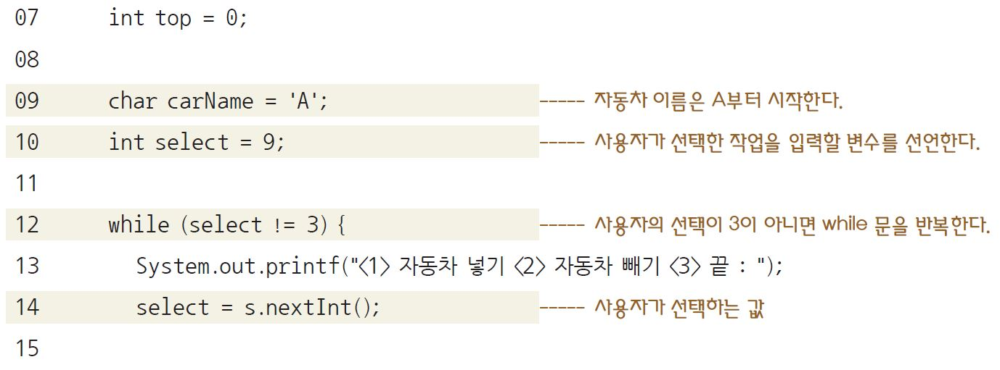 07 int top = 0;
08
09 char carName = 'A'; ----- 자동차 이름은 A부터 시작한다.
10 int select = 9; ----- 사용자가 선택한 작업을 입력할 변수를 선언한다.
11
12 while (select != 3) { ----- 사용자의 선택이 3이 아니면 while 문을 반복한다.
13 System.out.printf("<1> 자동차 넣기 <2> 자동차 빼기 <3> 끝 : ");
14 select = s.nextInt(); ----- 사용자가 선택하는 값
15